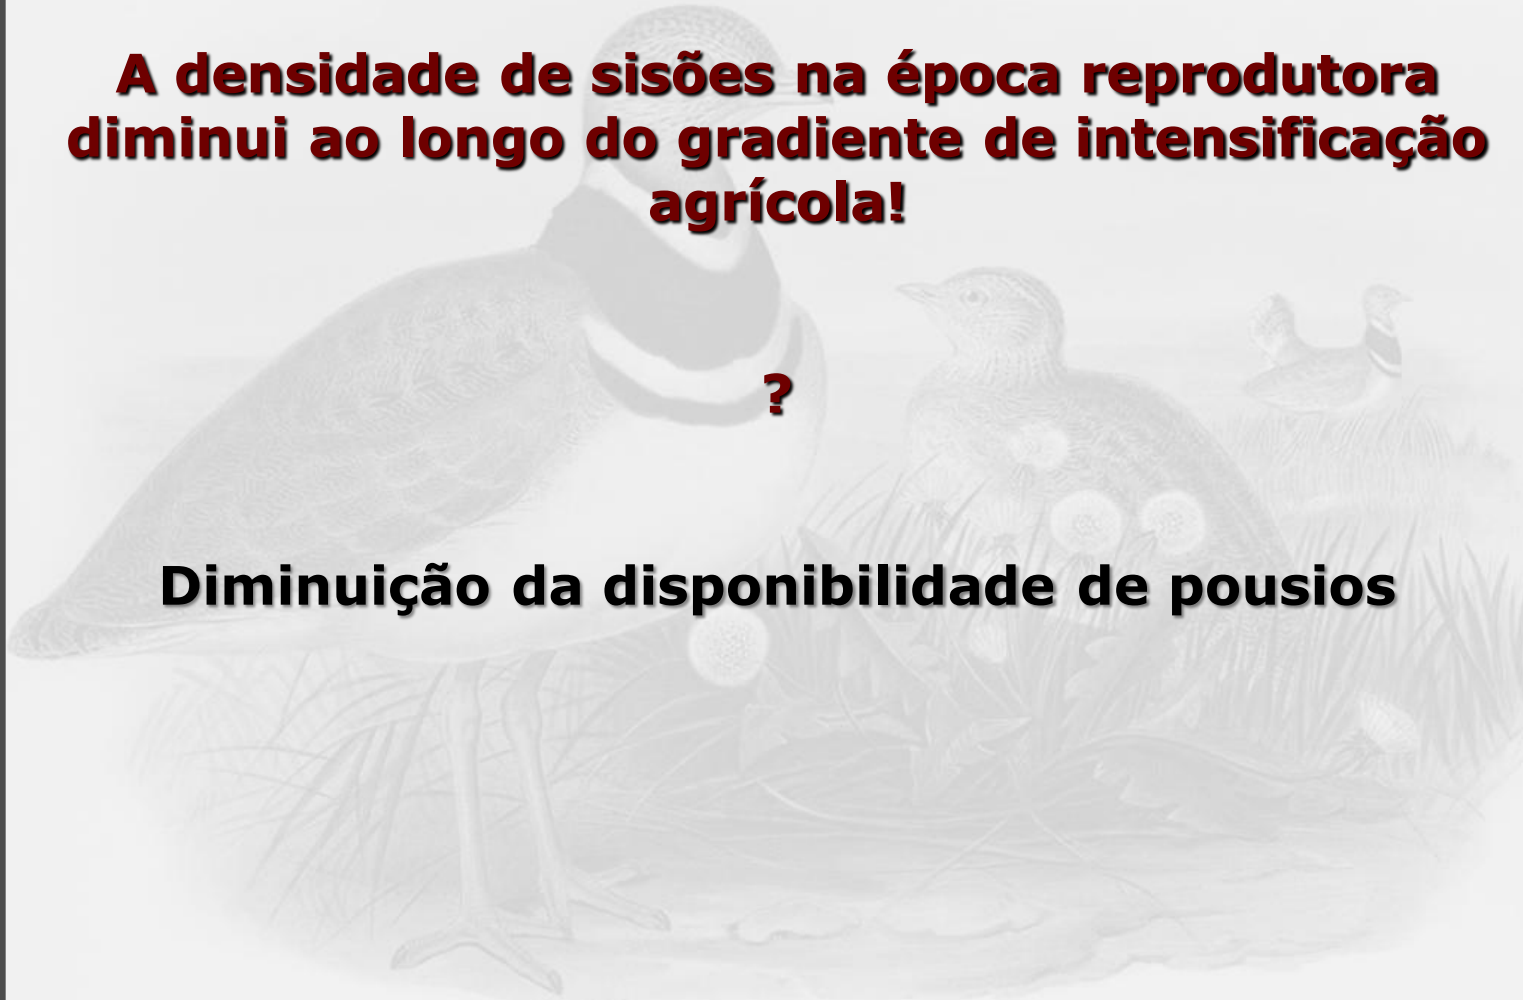 A densidade de sisões na época reprodutora
diminui ao longo do gradiente de intensificação
agrícola!
?
Diminuição da disponibilidade de pousios